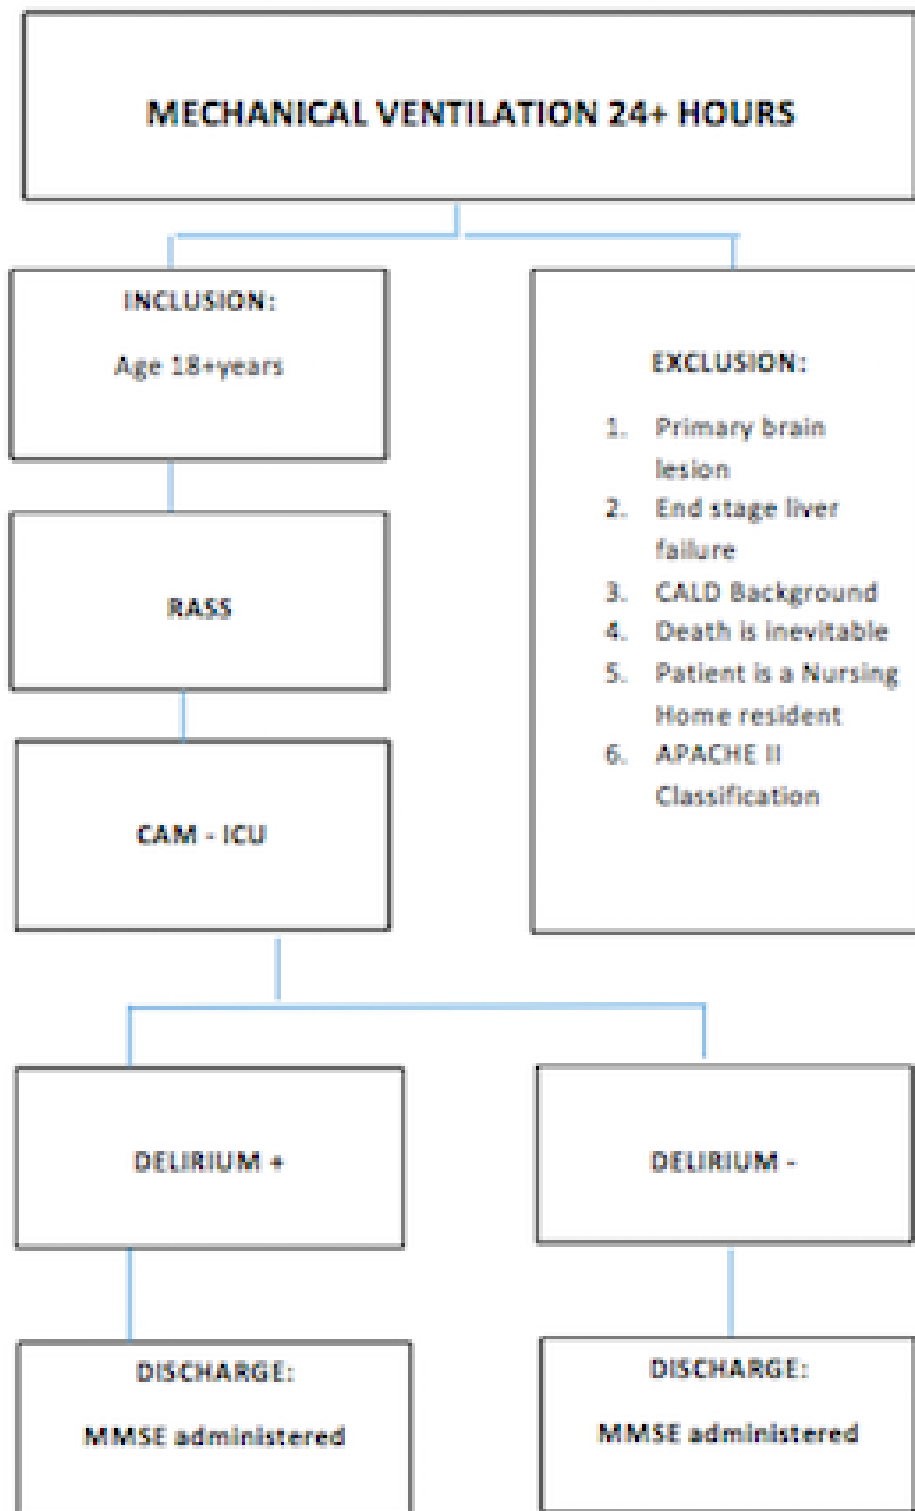 MECHANICAL VENTILATION 24+ HOURS
INCLUSION:
Age 18+years
EXCLUSION:
1. Primary brain
lesion
2. End stage liver
failure
3. CALD Background
4. Death is inevitable
5. Patient is a Nursing
Home resident
6. APACHE II
Classification
RASS
CAM - ICU
DELIRIUM +
DELIRIUM -
DISCHARGE:
MMSE administered
DISCHARGE:
MMSE administered